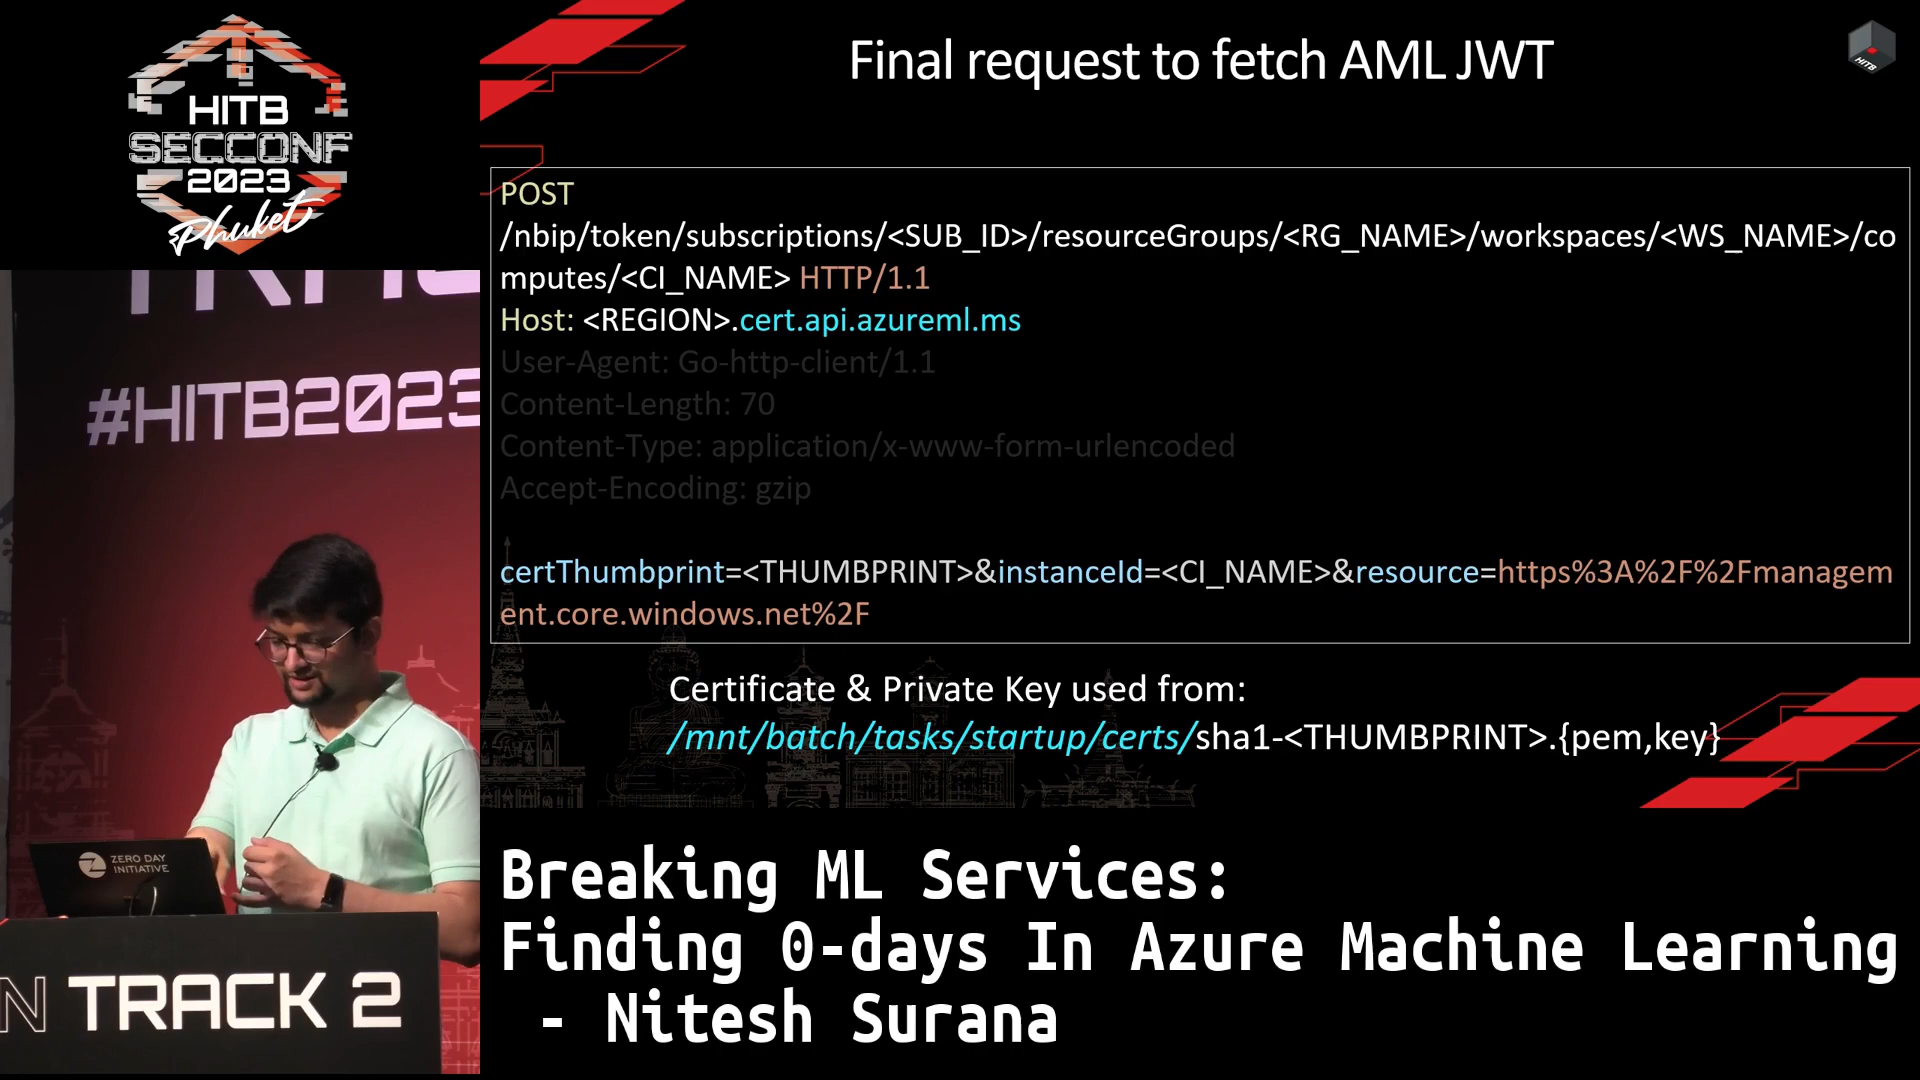 HITB
SECCONF
2023
Phuket
#HITB2023
ZERO DAY
INITIATIVE
TRACK 2
Final request to fetch AML JWT
HITB
POST
/nbip/token/subscriptions/<SUB_ID>/resourceGroups/<RG_NAME>/workspaces/<WS_NAME>/co
mputes/<CI_NAME> HTTP/1.1
Host: <REGION>.cert.api.azureml.ms
User-Agent: Go-http-client/1.1
Content-Length: 70
Content-Type: application/x-www-form-urlencoded
Accept-Encoding: gzip
certThumbprint=<THUMBPRINT>&instanceId=<CI_NAME>&resource=https%3A%2F%2Fmanagem
ent.core.windows.net%2F
Certificate & Private Key used from:
/mnt/batch/tasks/startup/certs/sha1-<THUMBPRINT>.{pem,key}
Breaking ML Services:
Finding 0-days In Azure Machine Learning
- Nitesh Surana